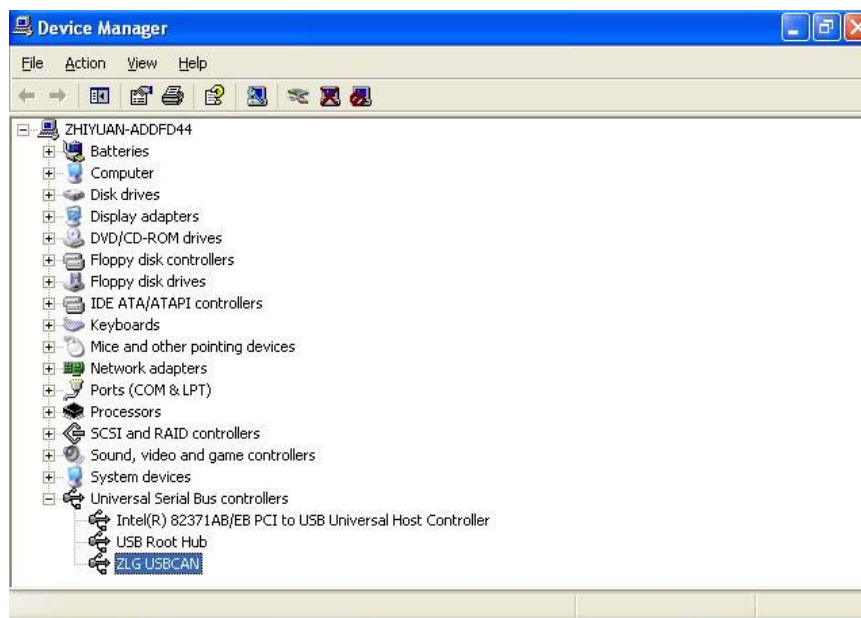 Device Manager
File Action View Help
ZHIYUAN-ADDFD44
Batteries
Computer
Disk drives
Display adapters
DVD/CD-ROM drives
Floppy disk controllers
Floppy disk drives
IDE ATA/ATAPI controllers
Keyboards
Mice and other pointing devices
Network adapters
Ports (COM & LPT)
Processors
SCSI and RAID controllers
Sound, video and game controllers
System devices
Universal Serial Bus controllers
Intel(R) 82371AB/EB PCI to USB Universal Host Controller
USB Root Hub
ZLG USBCAN